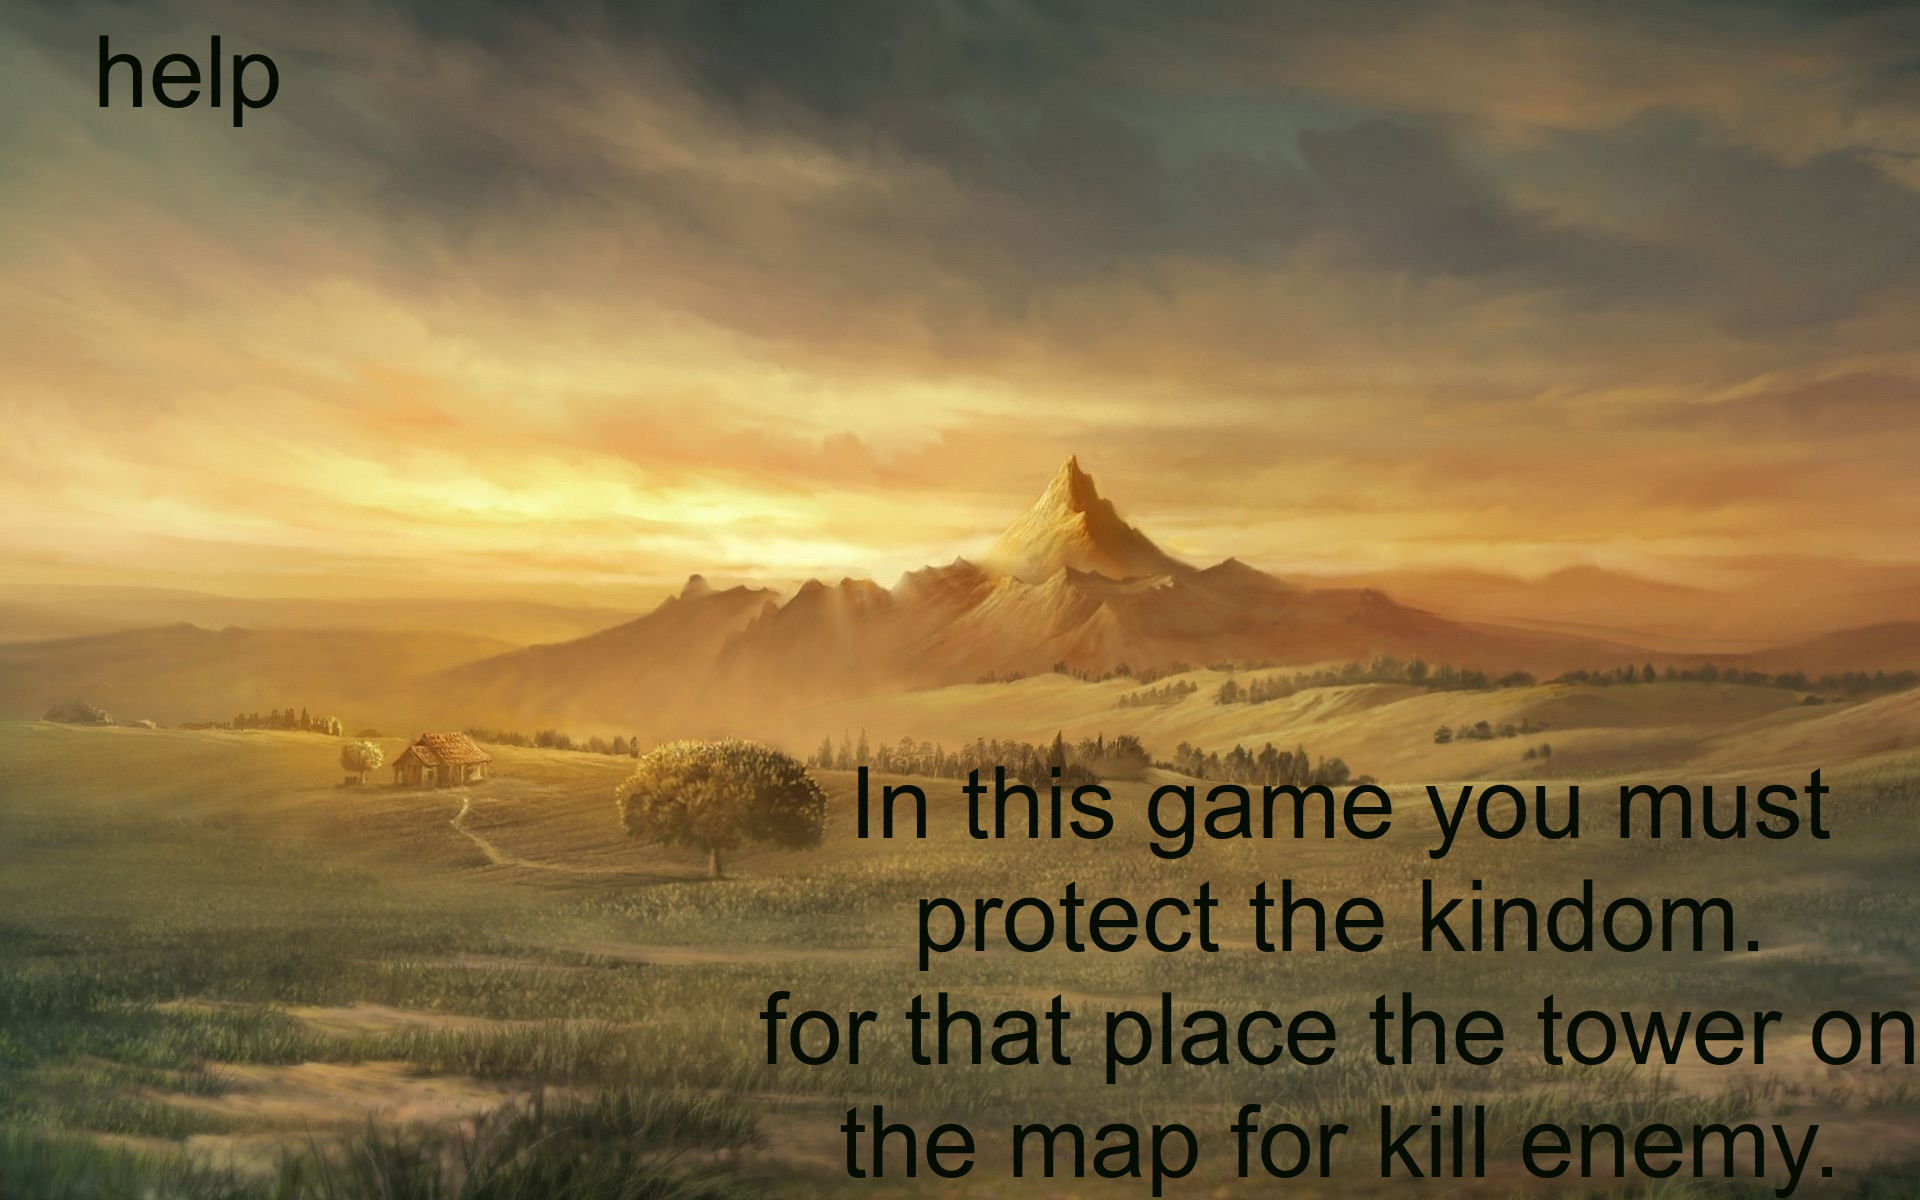 help
In this game you must
protect the kindom.
for that place the tower on
the map for kill enemy.